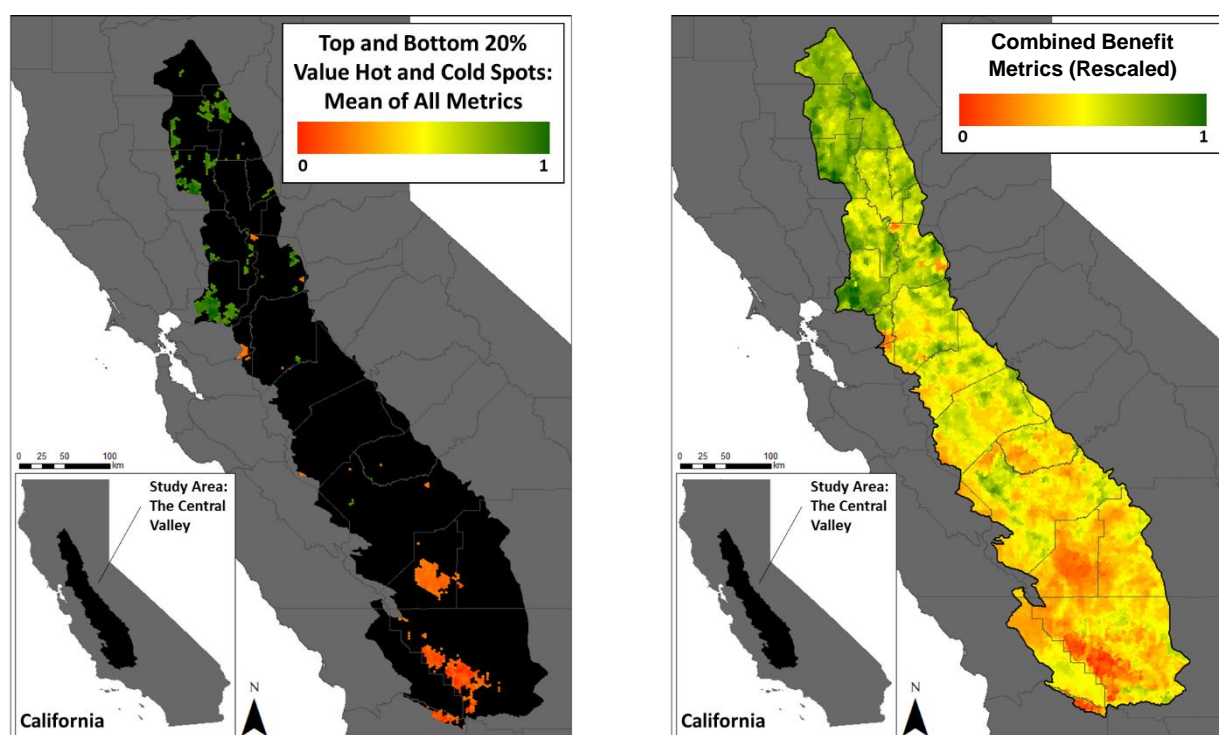 Top and Bottom 20%
Value Hot and Cold Spots:
Mean of All Metrics
0 1
0 25 50 100
km
Study Area:
The Central
Valley
N
California
Combined Benefit
Metrics (Rescaled)
0 1
0 25 50 100
km
Study Area:
The Central
Valley
N
California